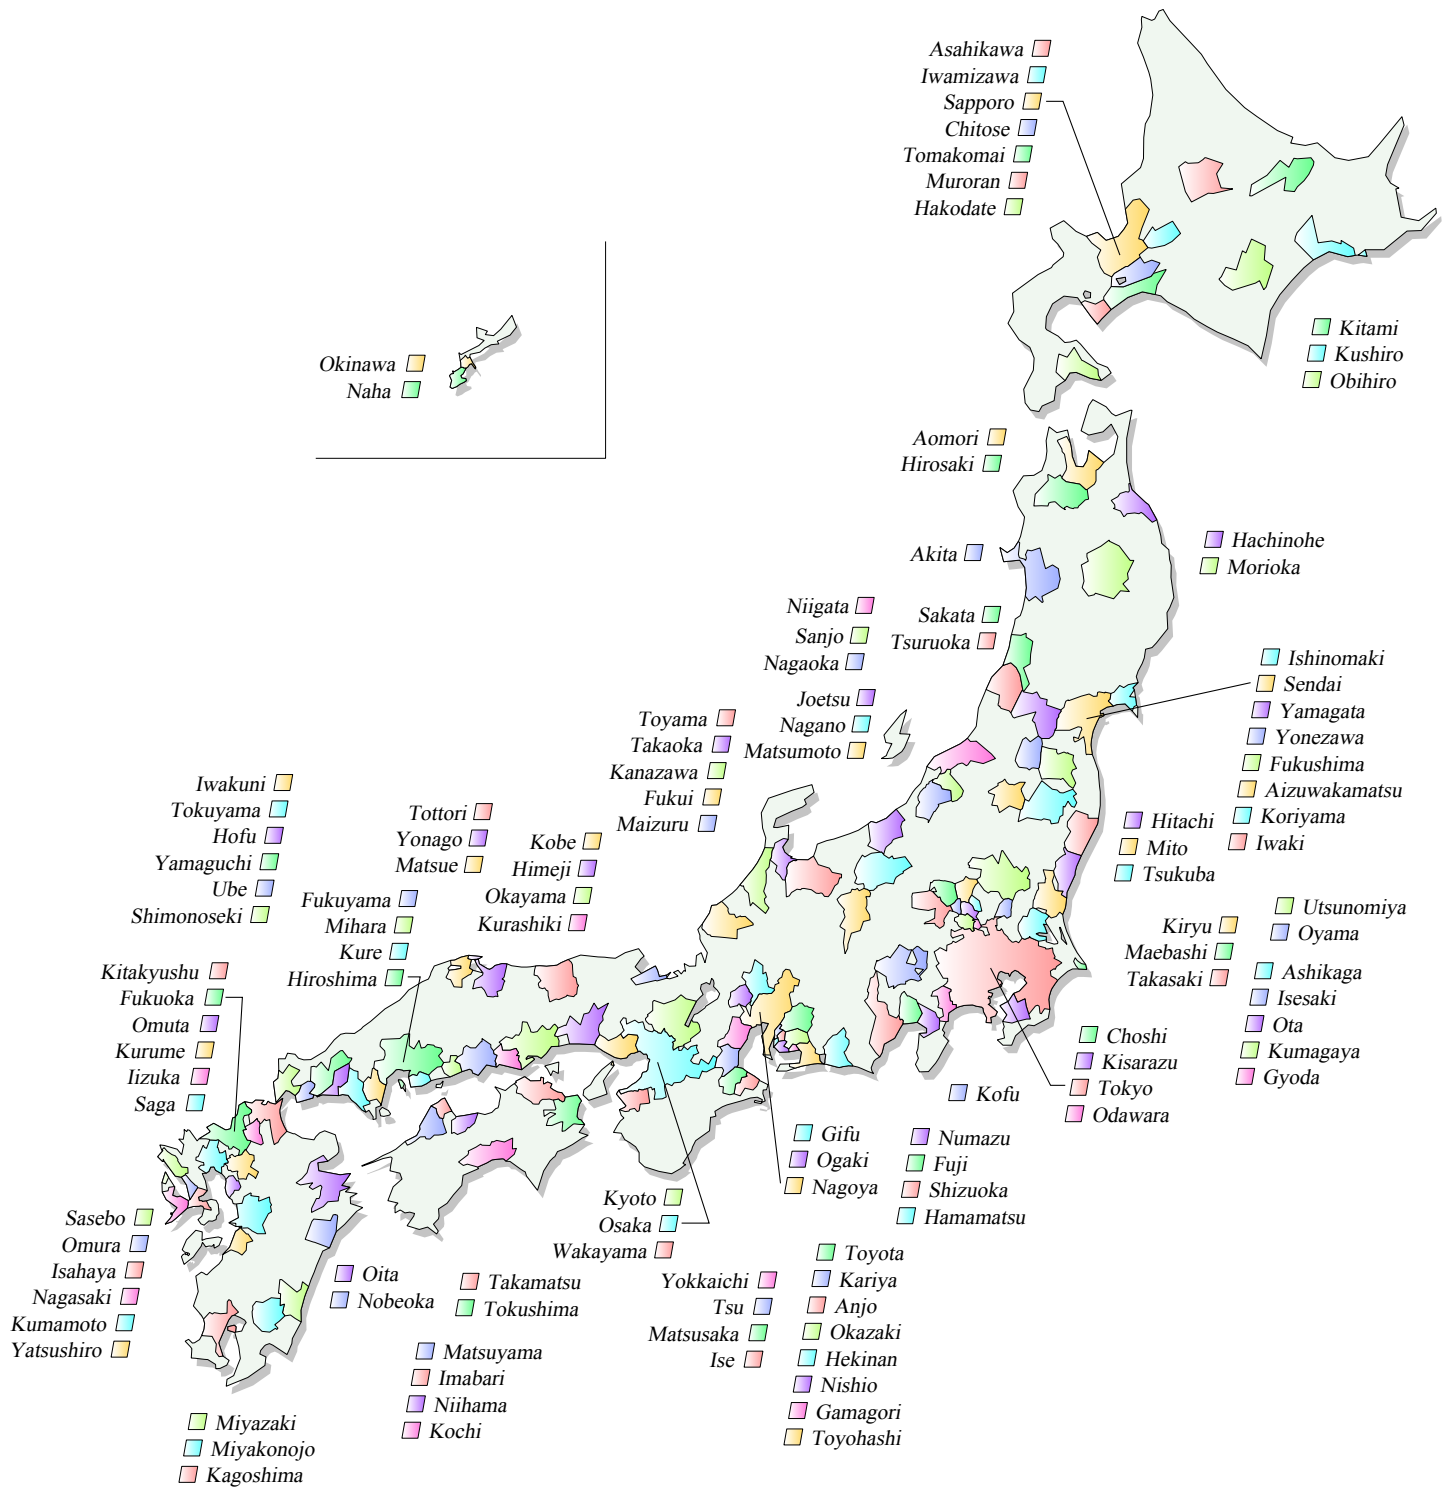 Asahikawa
Iwamizawa
Sapporo
Chitose
Tomakomai
Muroran
Hakodate
Kitami
Kushiro
Obihiro
Okinawa
Naha
Aomori
Hirosaki
Akita
Hachinohe
Morioka
Niigata
Sanjo
Nagaoka
Sakata
Tsuruoka
Joetsu
Nagano
Matsumoto
Ishinomaki
Sendai
Yamagata
Yonezawa
Fukushima
Aizuwakamatsu
Koriyama
Iwaki
Toyama
Takaoka
Kanazawa
Fukui
Maizuru
Hitachi
Mito
Tsukuba
Iwakuni
Tokuyama
Hofu
Yamaguchi
Ube
Shimonoseki
Tottori
Yonago
Matsue
Kobe
Himeji
Okayama
Kurashiki
Fukuyama
Mihara
Kure
Hiroshima
Utsunomiya
Oyama
Kiryu
Maebashi
Takasaki
Ashikaga
Isesaki
Ota
Kumagaya
Gyoda
Kitakyushu
Fukuoka
Omuta
Kurume
Iizuka
Saga
Choshi
Kisarazu
Tokyo
Odawara
Kofu
Gifu
Ogaki
Nagoya
Numazu
Fuji
Shizuoka
Hamamatsu
Kyoto
Osaka
Wakayama
Sasebo
Omura
Isahaya
Nagasaki
Kumamoto
Yatsushiro
Oita
Nobeoka
Takamatsu
Tokushima
Yokkaichi
Tsu
Matsusaka
Ise
Toyota
Kariya
Anjo
Okazaki
Hekinan
Nishio
Gamagori
Toyohashi
Matsuyama
Imabari
Niihama
Kochi
Miyazaki
Miyakonojo
Kagoshima